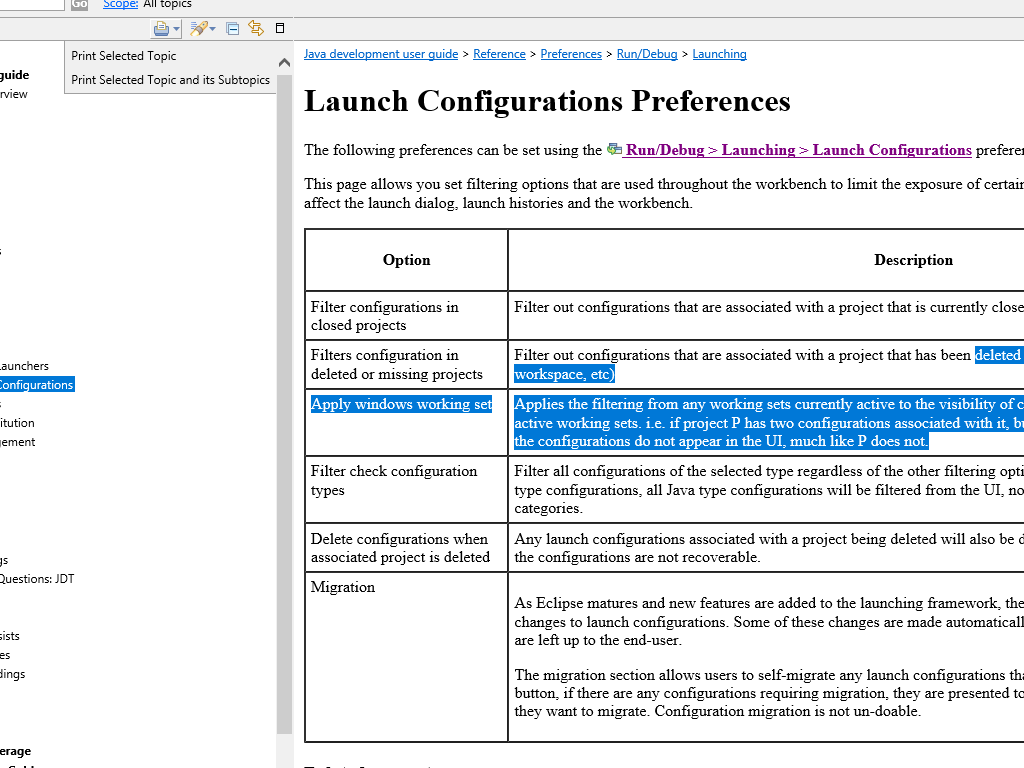 Go Scope: All topics
Print Selected Topic
Print Selected Topic and its Subtopics
guide
rview
s
aunchers
Configurations
s
itution
ement
gs
Questions: JDT
sists
es
dings
erage
Java development user guide > Reference > Preferences > Run/Debug > Launching
Launch Configurations Preferences
The following preferences can be set using the Run/Debug > Launching > Launch Configurations preferen
This page allows you set filtering options that are used throughout the workbench to limit the exposure of certain
affect the launch dialog, launch histories and the workbench.
Option
Description
Filter configurations in
closed projects
Filter out configurations that are associated with a project that is currently close
Filters configuration in
deleted or missing projects
Filter out configurations that are associated with a project that has been deleted
workspace, etc)
Apply windows working set
Applies the filtering from any working sets currently active to the visibility of c
active working sets. i.e. if project P has two configurations associated with it, bu
the configurations do not appear in the UI, much like P does not.
Filter check configuration
types
Filter all configurations of the selected type regardless of the other filtering opti
type configurations, all Java type configurations will be filtered from the UI, no
categories.
Delete configurations when
associated project is deleted
Any launch configurations associated with a project being deleted will also be d
the configurations are not recoverable.
Migration
As Eclipse matures and new features are added to the launching framework, the
changes to launch configurations. Some of these changes are made automaticall
are left up to the end-user.
The migration section allows users to self-migrate any launch configurations tha
button, if there are any configurations requiring migration, they are presented to
they want to migrate. Configuration migration is not un-doable.